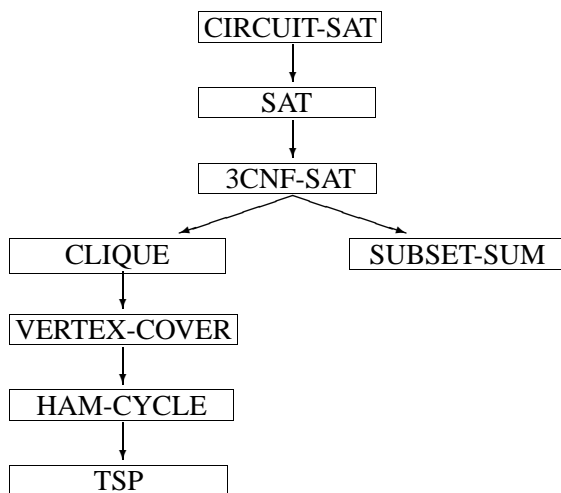 CIRCUIT-SAT
SAT
3CNF-SAT
CLIQUE
SUBSET-SUM
VERTEX-COVER
HAM-CYCLE
TSP